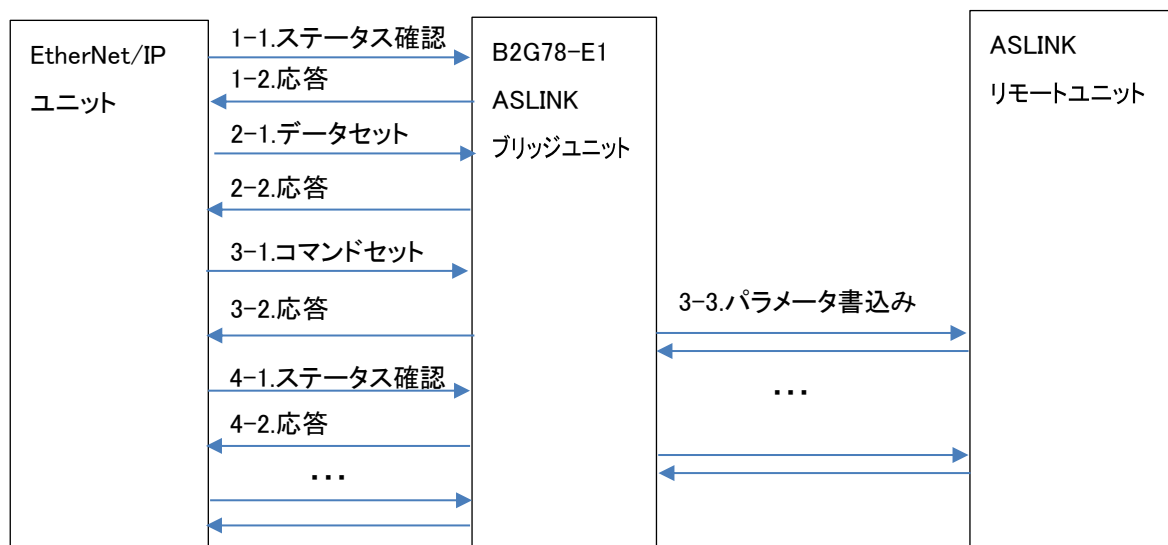 EtherNet/IP
ユニット
1-1.ステータス確認
1-2.応答
2-1.データセット
2-2.応答
3-1.コマンドセット
3-2.応答
4-1.ステータス確認
4-2.応答
・・・
B2G78-E1
ASLINK
ブリッジユニット
3-3.パラメータ書込み
・・・
ASLINK
リモートユニット